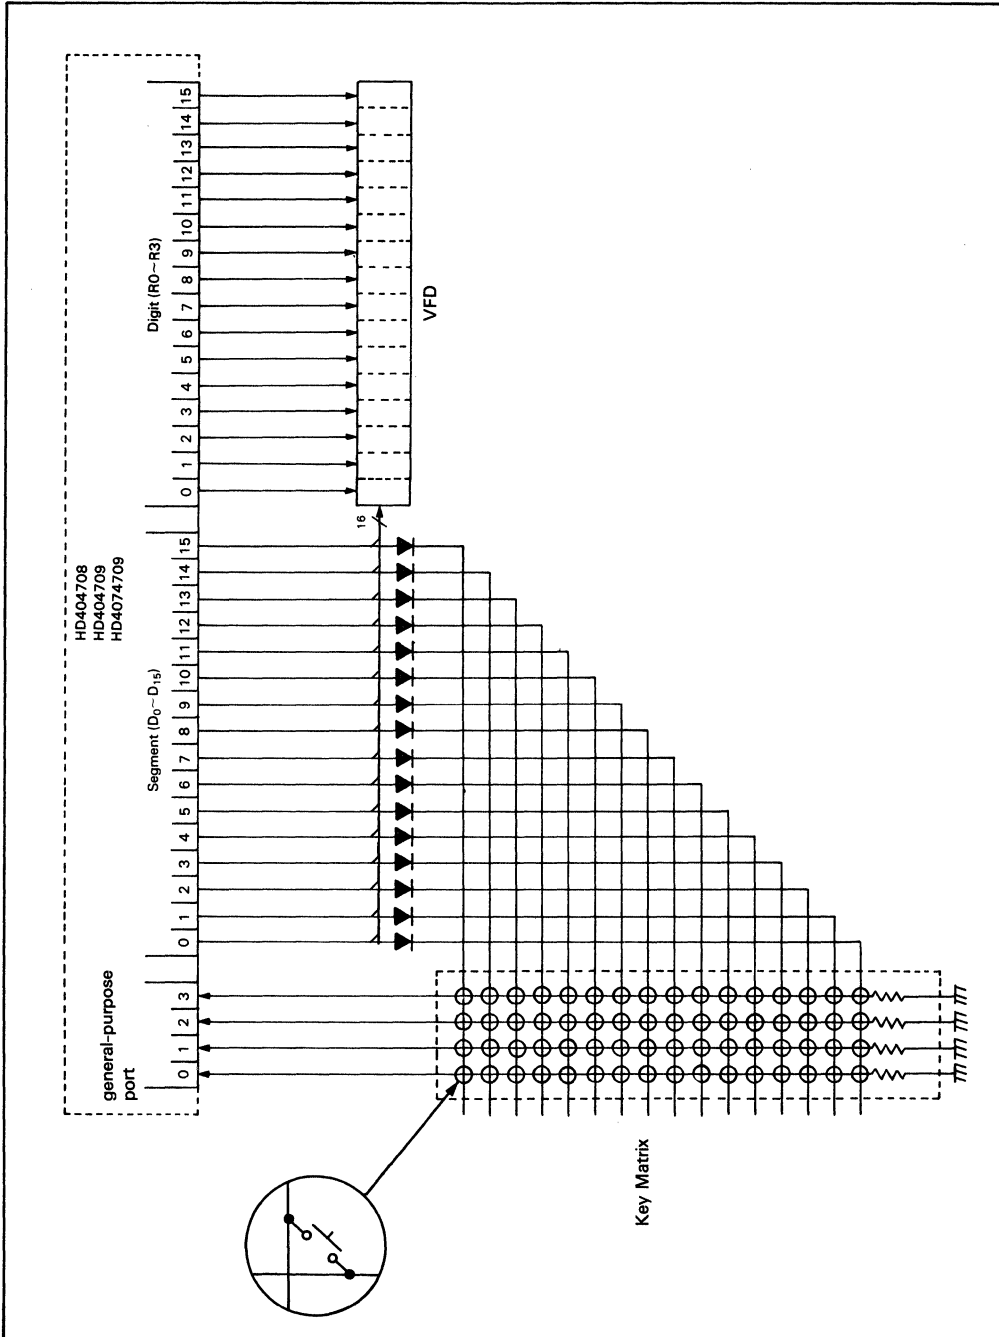 HD404708
HD404709
HD4074709
general-purpose
port
0 1 2 3
Segment (D₀~D₁₅)
0 1 2 3 4 5 6 7 8 9 10 11 12 13 14 15
Digit (R0~R3)
0 1 2 3 4 5 6 7 8 9 10 11 12 13 14 15
16
VFD
Key Matrix